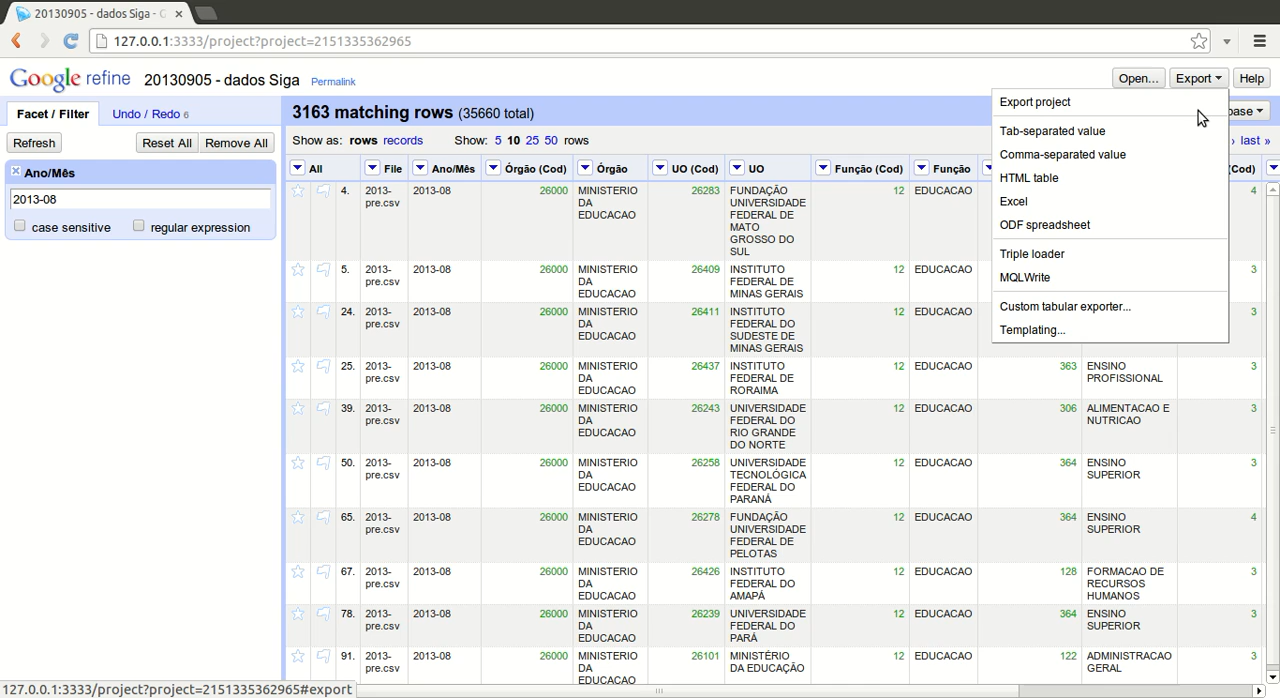 20130905 - dados Siga - G
127.0.0.1:3333/project?project=2151335362965
Google refine 20130905 - dados Siga Permalink Open... Export Help
Facet / Filter Undo / Redo 6 3163 matching rows (35660 total) Export project base
Refresh Reset All Remove All Show as: rows records Show: 5 10 25 50 rows Tab-separated value › last »
Comma-separated value
Ano/Mês
2013-08
case sensitive regular expression
All File Ano/Mês Órgão (Cod) Órgão UO (Cod) UO Função (Cod) Função (Cod)
HTML table
Excel
ODF spreadsheet
Triple loader
MQLWrite
Custom tabular exporter...
Templating...
4. 2013- 2013-08 26000 MINISTERIO 26283 FUNDAÇÃO 12 EDUCACAO 4
pre.csv DA UNIVERSIDADE
EDUCACAO FEDERAL DE
MATO
GROSSO DO
SUL
5. 2013- 2013-08 26000 MINISTERIO 26409 INSTITUTO 12 EDUCACAO 3
pre.csv DA FEDERAL DE
EDUCACAO MINAS GERAIS
24. 2013- 2013-08 26000 MINISTERIO 26411 INSTITUTO 12 EDUCACAO 3
pre.csv DA FEDERAL DO
EDUCACAO SUDESTE DE
MINAS GERAIS
25. 2013- 2013-08 26000 MINISTERIO 26437 INSTITUTO 12 EDUCACAO 363 ENSINO 3
pre.csv DA FEDERAL DE PROFISSIONAL
EDUCACAO RORAIMA
39. 2013- 2013-08 26000 MINISTERIO 26243 UNIVERSIDADE 12 EDUCACAO 306 ALIMENTACAO E 3
pre.csv DA FEDERAL DO NUTRICAO
EDUCACAO RIO GRANDE
DO NORTE
50. 2013- 2013-08 26000 MINISTERIO 26258 UNIVERSIDADE 12 EDUCACAO 364 ENSINO 3
pre.csv DA TECNOLÓGICA SUPERIOR
EDUCACAO FEDERAL DO
PARANÁ
65. 2013- 2013-08 26000 MINISTERIO 26278 FUNDAÇÃO 12 EDUCACAO 364 ENSINO 4
pre.csv DA UNIVERSIDADE SUPERIOR
EDUCACAO FEDERAL DE
PELOTAS
67. 2013- 2013-08 26000 MINISTERIO 26426 INSTITUTO 12 EDUCACAO 128 FORMACAO DE 3
pre.csv DA FEDERAL DO RECURSOS
EDUCACAO AMAPÁ HUMANOS
78. 2013- 2013-08 26000 MINISTERIO 26239 UNIVERSIDADE 12 EDUCACAO 364 ENSINO 3
pre.csv DA FEDERAL DO SUPERIOR
EDUCACAO PARÁ
91. 2013- 2013-08 26000 MINISTERIO 26101 MINISTÉRIO 12 EDUCACAO 122 ADMINISTRACAO 3
pre.csv DA DA EDUCAÇÃO GERAL
EDUCACAO
127.0.0.1:3333/project?project=2151335362965#export